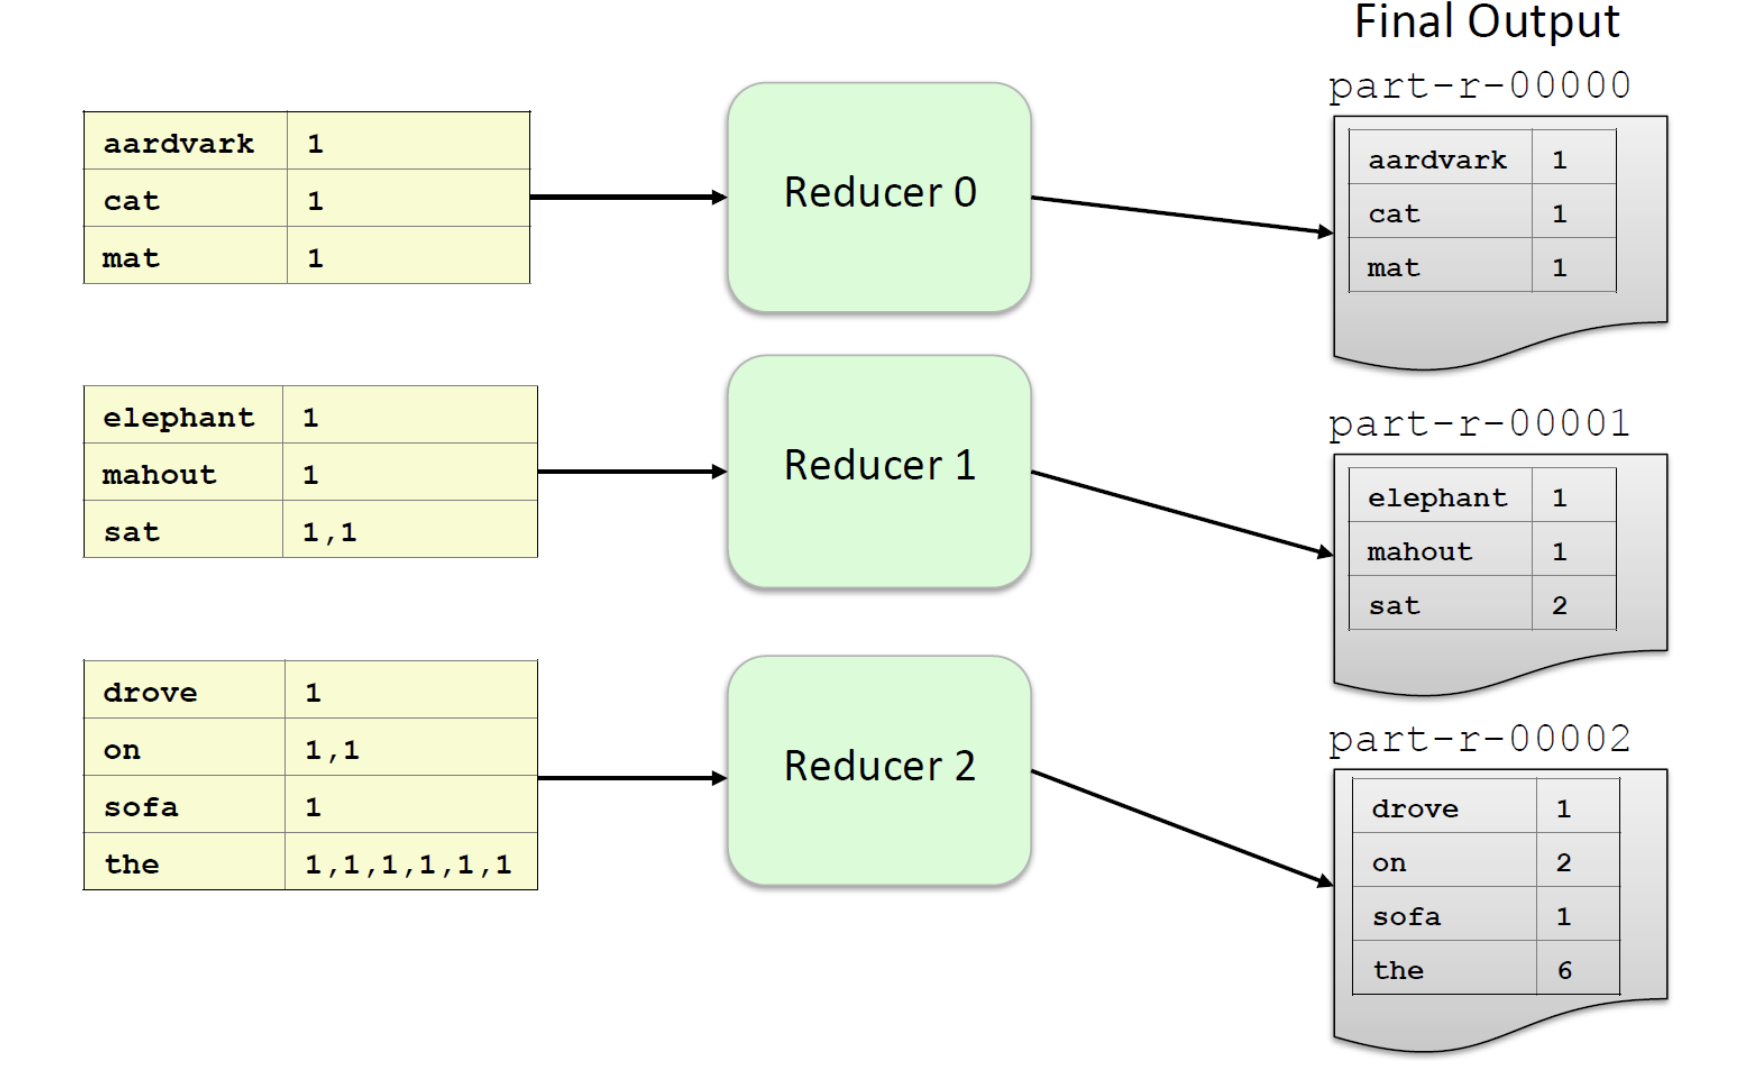 Final Output
part-r-00000
aardvark 1
cat 1
mat 1
Reducer 0
aardvark 1
cat 1
mat 1
elephant 1
mahout 1
sat 1,1
Reducer 1
part-r-00001
elephant 1
mahout 1
sat 2
drove 1
on 1,1
sofa 1
the 1,1,1,1,1,1
Reducer 2
part-r-00002
drove 1
on 2
sofa 1
the 6